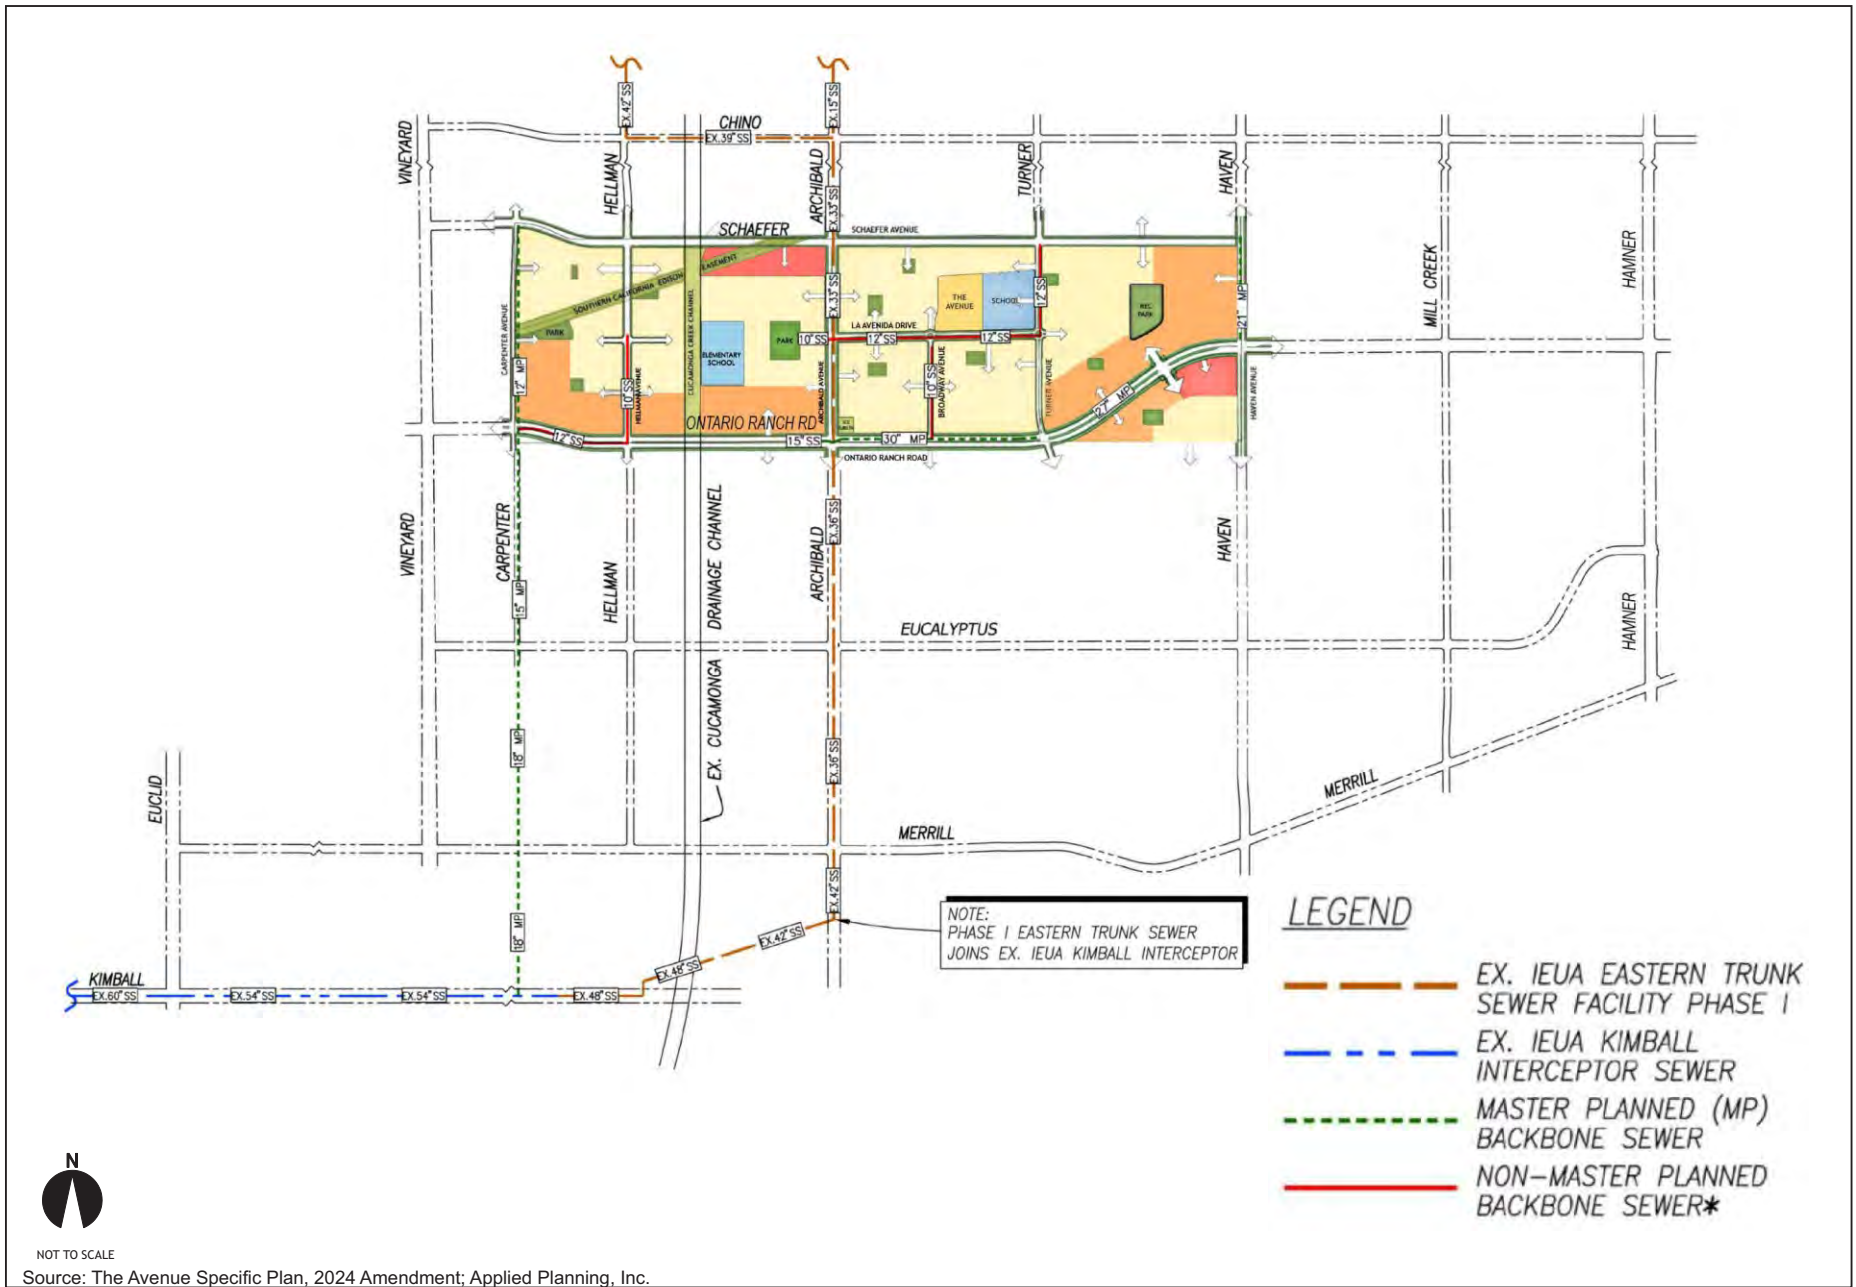 EX.42"SS
EX.15"SS
CHINO
EX.39"SS
VINEYARD
HELLMAN
ARCHIBALD
TURNER
HAVEN
EX.33"SS
SCHAEFER
SCHAEFER AVENUE
MILL CREEK
HAMNER
SOUTHERN CALIFORNIA EDISON EASEMENT
EX.33"SS
THE
AVENUE
SCHOOL
12"SS
REC
PARK
21" MP
CARPENTER AVENUE
PARK
CUCAMONGA CREEK CHANNEL
ELEMENTARY
SCHOOL
PARK
10"SS
LA AVENIDA DRIVE
12"SS
12"SS
12" MP
10"SS
HELLMAN AVENUE
ARCHIBALD AVENUE
10"SS
BROADWAY AVENUE
TURNER AVENUE
27" MP
HAVEN AVENUE
12"SS
ONTARIO RANCH RD
15"SS
30" MP
ONTARIO RANCH ROAD
VINEYARD
CARPENTER
15" MP
HELLMAN
EX. CUCAMONGA DRAINAGE CHANNEL
ARCHIBALD
EX.36"SS
HAVEN
EUCALYPTUS
HAMNER
18" MP
EX.36"SS
EUCLID
MERRILL
MERRILL
EX.42"SS
18" MP
EX.42"SS
EX.48"SS
NOTE:
PHASE I EASTERN TRUNK SEWER
JOINS EX. IEUA KIMBALL INTERCEPTOR
KIMBALL
EX.60"SS
EX.54"SS
EX.54"SS
EX.48"SS
LEGEND
EX. IEUA EASTERN TRUNK
SEWER FACILITY PHASE I
EX. IEUA KIMBALL
INTERCEPTOR SEWER
MASTER PLANNED (MP)
BACKBONE SEWER
NON-MASTER PLANNED
BACKBONE SEWER*
N
NOT TO SCALE
Source: The Avenue Specific Plan, 2024 Amendment; Applied Planning, Inc.